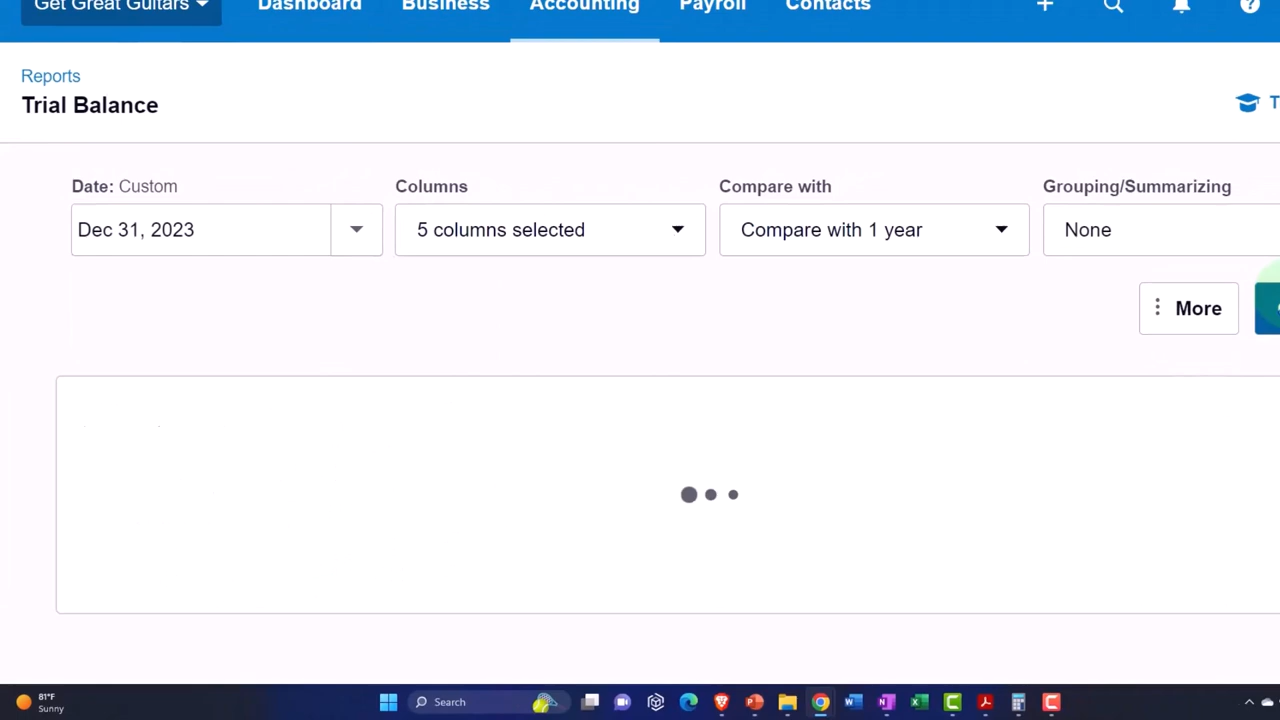 Get Great Guitars Dashboard Business Accounting Payroll Contacts
Reports
Trial Balance
Date: Custom Columns Compare with Grouping/Summarizing
Dec 31, 2023 5 columns selected Compare with 1 year None
More
81°F
Sunny
Search